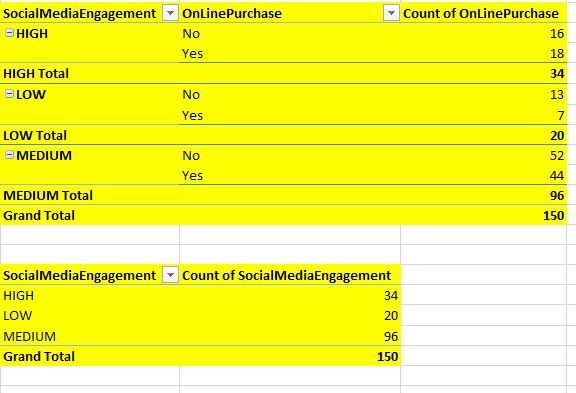 SocialMediaEngagement OnLinePurchase Count of OnLinePurchase
HIGH No 16
Yes 18
HIGH Total 34
LOW No 13
Yes 7
LOW Total 20
MEDIUM No 52
Yes 44
MEDIUM Total 96
Grand Total 150
SocialMediaEngagement Count of SocialMediaEngagement
HIGH 34
LOW 20
MEDIUM 96
Grand Total 150